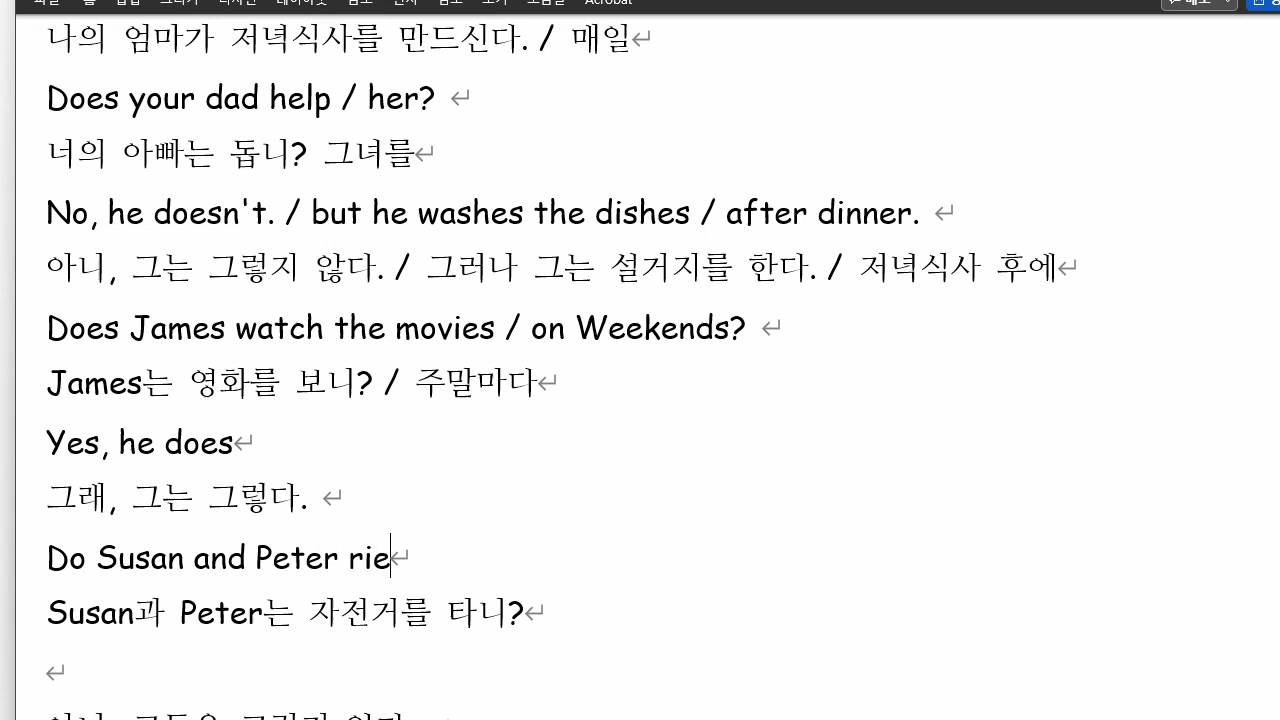 Acrobat
나의 엄마가 저녁식사를 만드신다. / 매일
Does your dad help / her?
너의 아빠는 돕니? 그녀를
No, he doesn't. / but he washes the dishes / after dinner.
아니, 그는 그렇지 않다. / 그러나 그는 설거지를 한다. / 저녁식사 후에
Does James watch the movies / on Weekends?
James는 영화를 보니? / 주말마다
Yes, he does
그래, 그는 그렇다.
Do Susan and Peter rie
Susan과 Peter는 자전거를 타니?